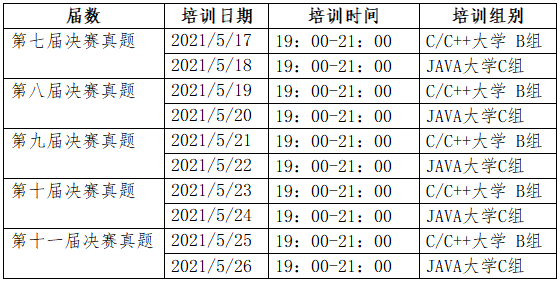 届数 培训日期 培训时间 培训组别
第七届决赛真题 2021/5/17 19：00-21：00 C/C++大学 B组
2021/5/18 19：00-21：00 JAVA大学C组
第八届决赛真题 2021/5/19 19：00-21：00 C/C++大学 B组
2021/5/20 19：00-21：00 JAVA大学C组
第九届决赛真题 2021/5/21 19：00-21：00 C/C++大学 B组
2021/5/22 19：00-21：00 JAVA大学C组
第十届决赛真题 2021/5/23 19：00-21：00 C/C++大学 B组
2021/5/24 19：00-21：00 JAVA大学C组
第十一届决赛真题 2021/5/25 19：00-21：00 C/C++大学 B组
2021/5/26 19：00-21：00 JAVA大学C组